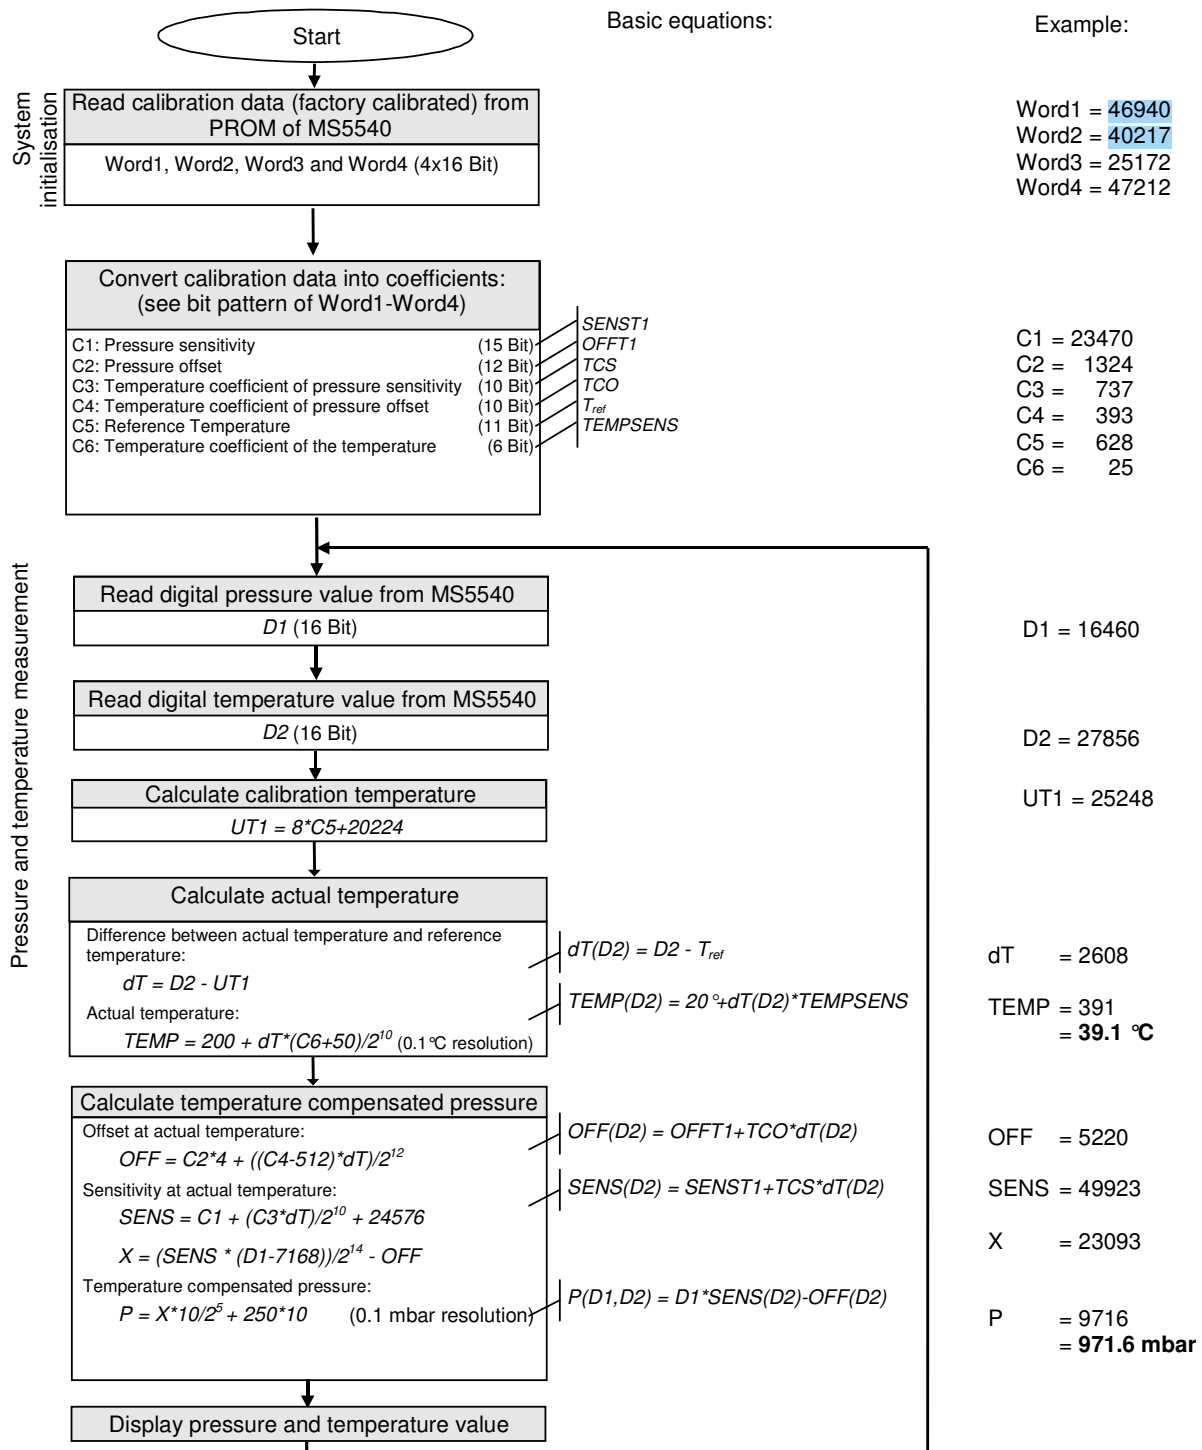 Basic equations:
Example:
Start
System
initialisation
Read calibration data (factory calibrated) from
PROM of MS5540
Word1, Word2, Word3 and Word4 (4x16 Bit)
Word1 = 46940
Word2 = 40217
Word3 = 25172
Word4 = 47212
Convert calibration data into coefficients:
(see bit pattern of Word1-Word4)
C1: Pressure sensitivity (15 Bit)
C2: Pressure offset (12 Bit)
C3: Temperature coefficient of pressure sensitivity (10 Bit)
C4: Temperature coefficient of pressure offset (10 Bit)
C5: Reference Temperature (11 Bit)
C6: Temperature coefficient of the temperature (6 Bit)
SENST1
OFFT1
TCS
TCO
Tref
TEMPSENS
C1 = 23470
C2 = 1324
C3 = 737
C4 = 393
C5 = 628
C6 = 25
Pressure and temperature measurement
Read digital pressure value from MS5540
D1 (16 Bit)
D1 = 16460
Read digital temperature value from MS5540
D2 (16 Bit)
D2 = 27856
Calculate calibration temperature
UT1 = 8*C5+20224
UT1 = 25248
Calculate actual temperature
Difference between actual temperature and reference
temperature:
dT = D2 - UT1
dT(D2) = D2 - Tref
dT = 2608
Actual temperature:
TEMP = 200 + dT*(C6+50)/2^10 (0.1°C resolution)
TEMP(D2) = 20°+dT(D2)*TEMPSENS
TEMP = 391
= 39.1 °C
Calculate temperature compensated pressure
Offset at actual temperature:
OFF = C2*4 + ((C4-512)*dT)/2^12
OFF(D2) = OFFT1+TCO*dT(D2)
OFF = 5220
Sensitivity at actual temperature:
SENS = C1 + (C3*dT)/2^10 + 24576
SENS(D2) = SENST1+TCS*dT(D2)
SENS = 49923
X = (SENS * (D1-7168))/2^14 - OFF
X = 23093
Temperature compensated pressure:
P = X*10/2^5 + 250*10 (0.1 mbar resolution)
P(D1,D2) = D1*SENS(D2)-OFF(D2)
P = 9716
= 971.6 mbar
Display pressure and temperature value